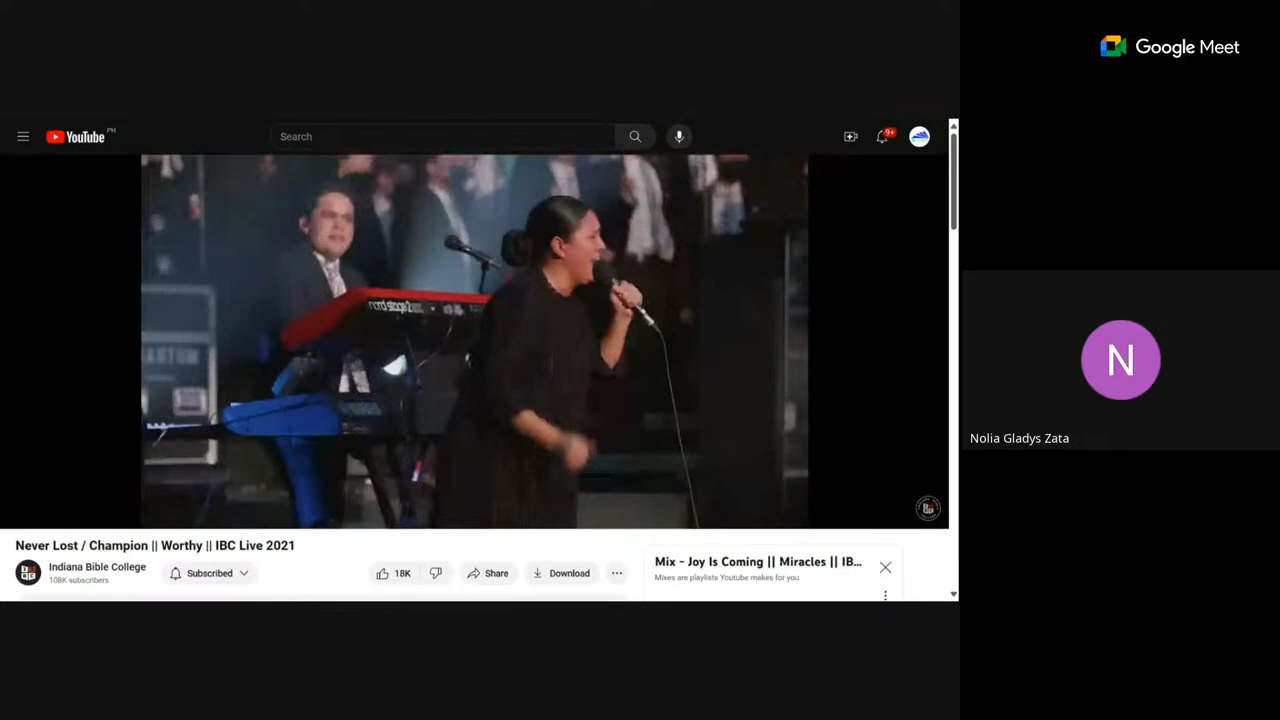 Google Meet
YouTube PH
Search
9+
nord stage 2
Never Lost / Champion || Worthy || IBC Live 2021
Indiana Bible College
108K subscribers
Subscribed
18K
Share
Download
Mix - Joy Is Coming || Miracles || IB...
Mixes are playlists Youtube makes for you
N
Nolia Gladys Zata